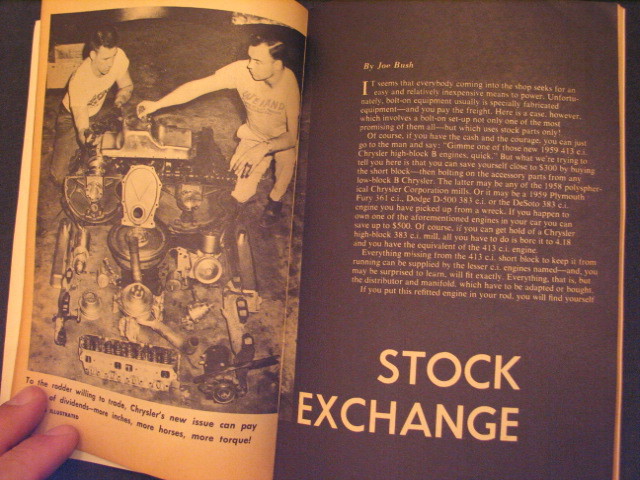 To the rodder willing to trade, Chrysler's new issue can pay
of dividends—more inches, more horses, more torque!
ILLUSTRATED
By Joe Bush
IT seems that everybody coming into the shop seeks for an
easy and relatively inexpensive means to power. Unfortu-
nately, bolt-on equipment usually is specially fabricated
equipment—and you pay the freight. Here is a case, however,
which involves a bolt-on set-up not only one of the most
promising of them all—but which uses stock parts only!
Of course, if you have the cash and the courage, you can just
go to the man and say: "Gimme one of those new 1959 413 c.i.
Chrysler high-block B engines, quick." But what we're trying to
tell you here is that you can save yourself close to $300 by buying
the short block—then bolting on the accessory parts from any
low-block B Chrysler. The latter may be any of the 1958 polyspher-
ical Chrysler Corporation mills. Or it may be a 1959 Plymouth
Fury 361 c.i., Dodge D-500 383 c.i. or the DeSoto 383 c.i.
engine you have picked up from a wreck. If you happen to
own one of the aforementioned engines in your car you can
save up to $500. Of course, if you can get hold of a Chrysler
high-block 383 c.i. mill, all you have to do is bore it to 4.18
and you have the equivalent of the 413 c.i. engine.
Everything missing from the 413 c.i. short block to keep it from
running can be supplied by the lesser c.i. engines named—and, you
may be surprised to learn, will fit exactly. Everything, that is, but
the distributor and manifold, which have to be adapted or bought.
If you put this refitted engine in your rod, you will find yourself
STOCK
EXCHANGE